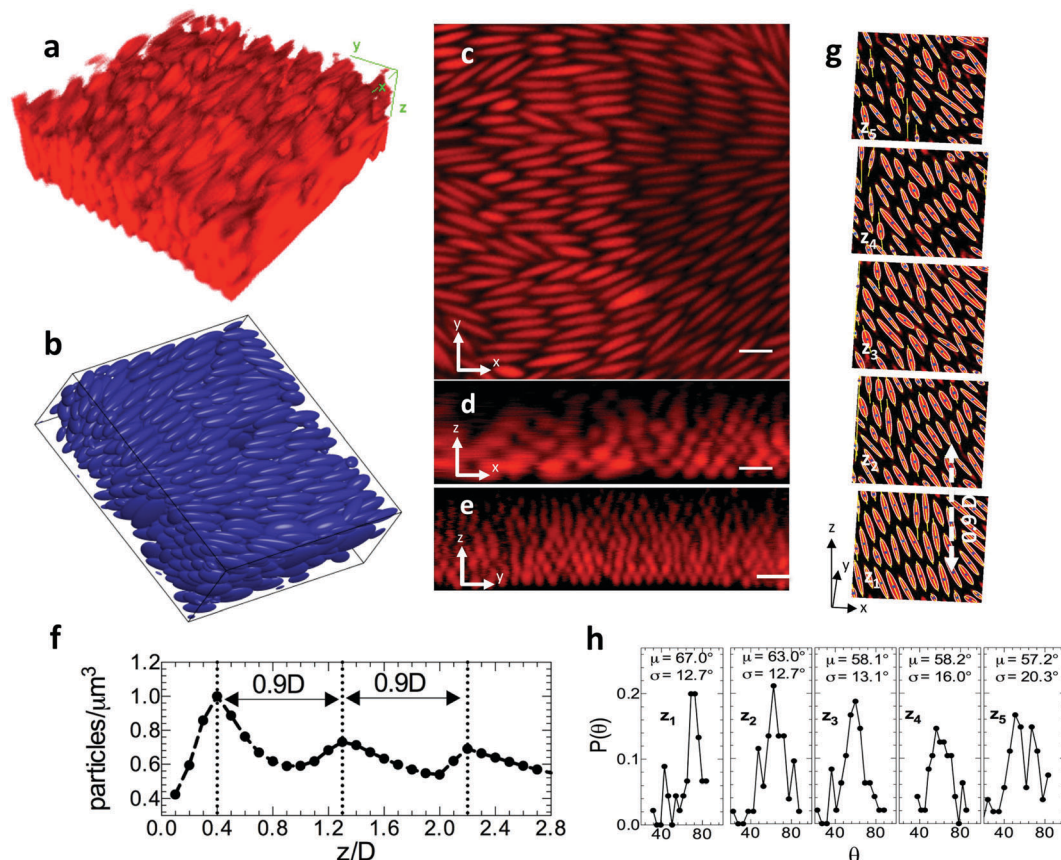 a
y
x
z
b
c
y
x
d
z
x
e
z
y
g
z5
z4
z3
z2
0.9 D
z1
z
y
x
f
particles/μm³
1.2
1.0
0.8
0.6
0.4
0.9D
0.9D
0.0 0.4 0.8 1.2 1.6 2.0 2.4 2.8
z/D
h
μ = 67.0° μ = 63.0° μ = 58.1° μ = 58.2° μ = 57.2°
σ = 12.7° σ = 12.7° σ = 13.1° σ = 16.0° σ = 20.3°
z1 z2 z3 z4 z5
P(θ)
0.2
0.1
0.0
40 80 40 80 40 80 40 80 40 80
θ